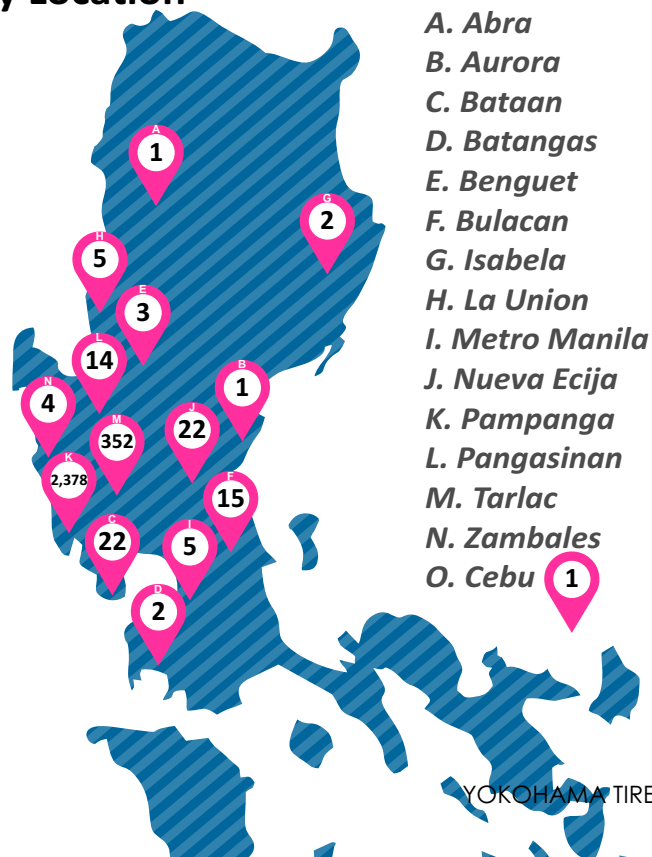 y Location
A. Abra
B. Aurora
C. Bataan
D. Batangas
E. Benguet
F. Bulacan
G. Isabela
H. La Union
I. Metro Manila
J. Nueva Ecija
K. Pampanga
L. Pangasinan
M. Tarlac
N. Zambales
O. Cebu 1
A
1
G
2
H
5
E
3
L
14
B
1
N
4
J
22
M
352
K
2,378
F
15
C
22
I
5
D
2
YOKOHAMA TIRE